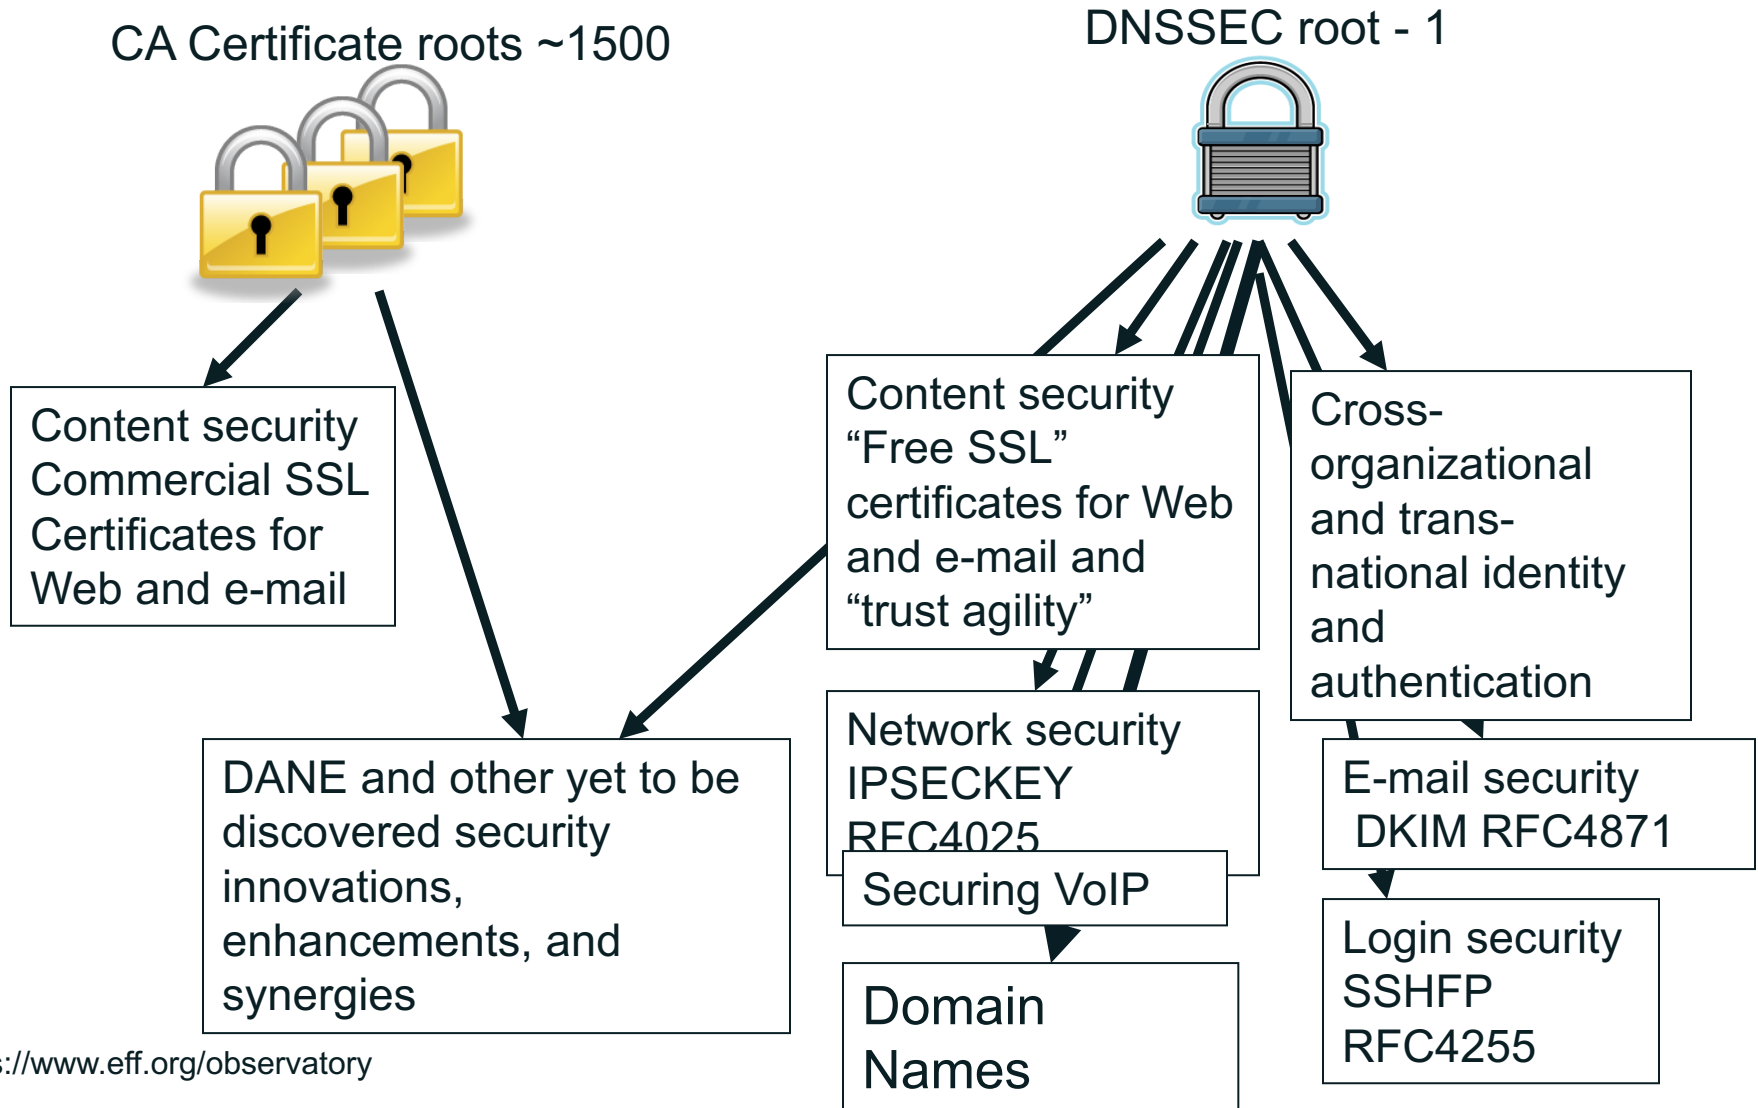 CA Certificate roots ~1500
DNSSEC root - 1
Content security
Commercial SSL
Certificates for
Web and e-mail
Content security
“Free SSL”
certificates for Web
and e-mail and
“trust agility”
Cross-
organizational
and trans-
national identity
and
authentication
DANE and other yet to be
discovered security
innovations,
enhancements, and
synergies
Network security
IPSECKEY
RFC4025
Securing VoIP
Domain
Names
E-mail security
DKIM RFC4871
Login security
SSHFP
RFC4255
s://www.eff.org/observatory